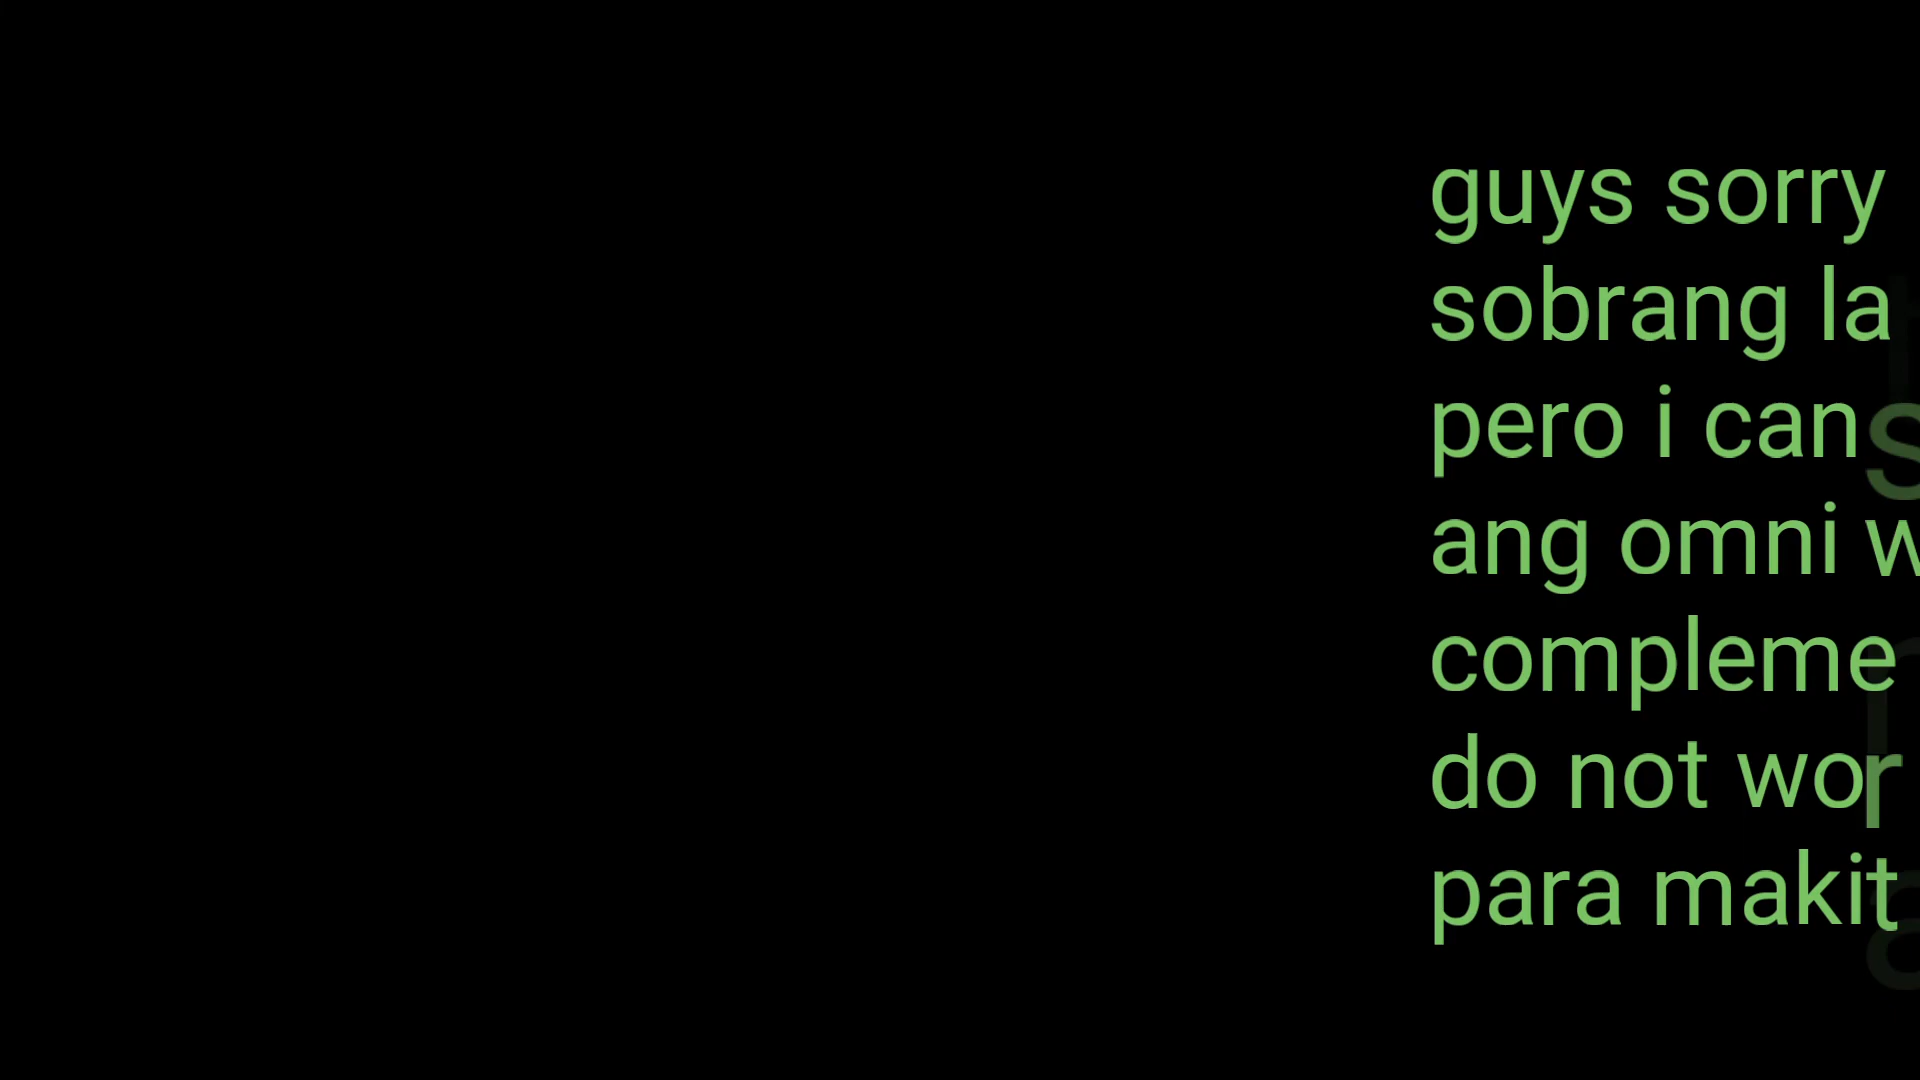 guys sorry
sobrang la
pero i can
ang omni w
compleme
do not wor
para makit